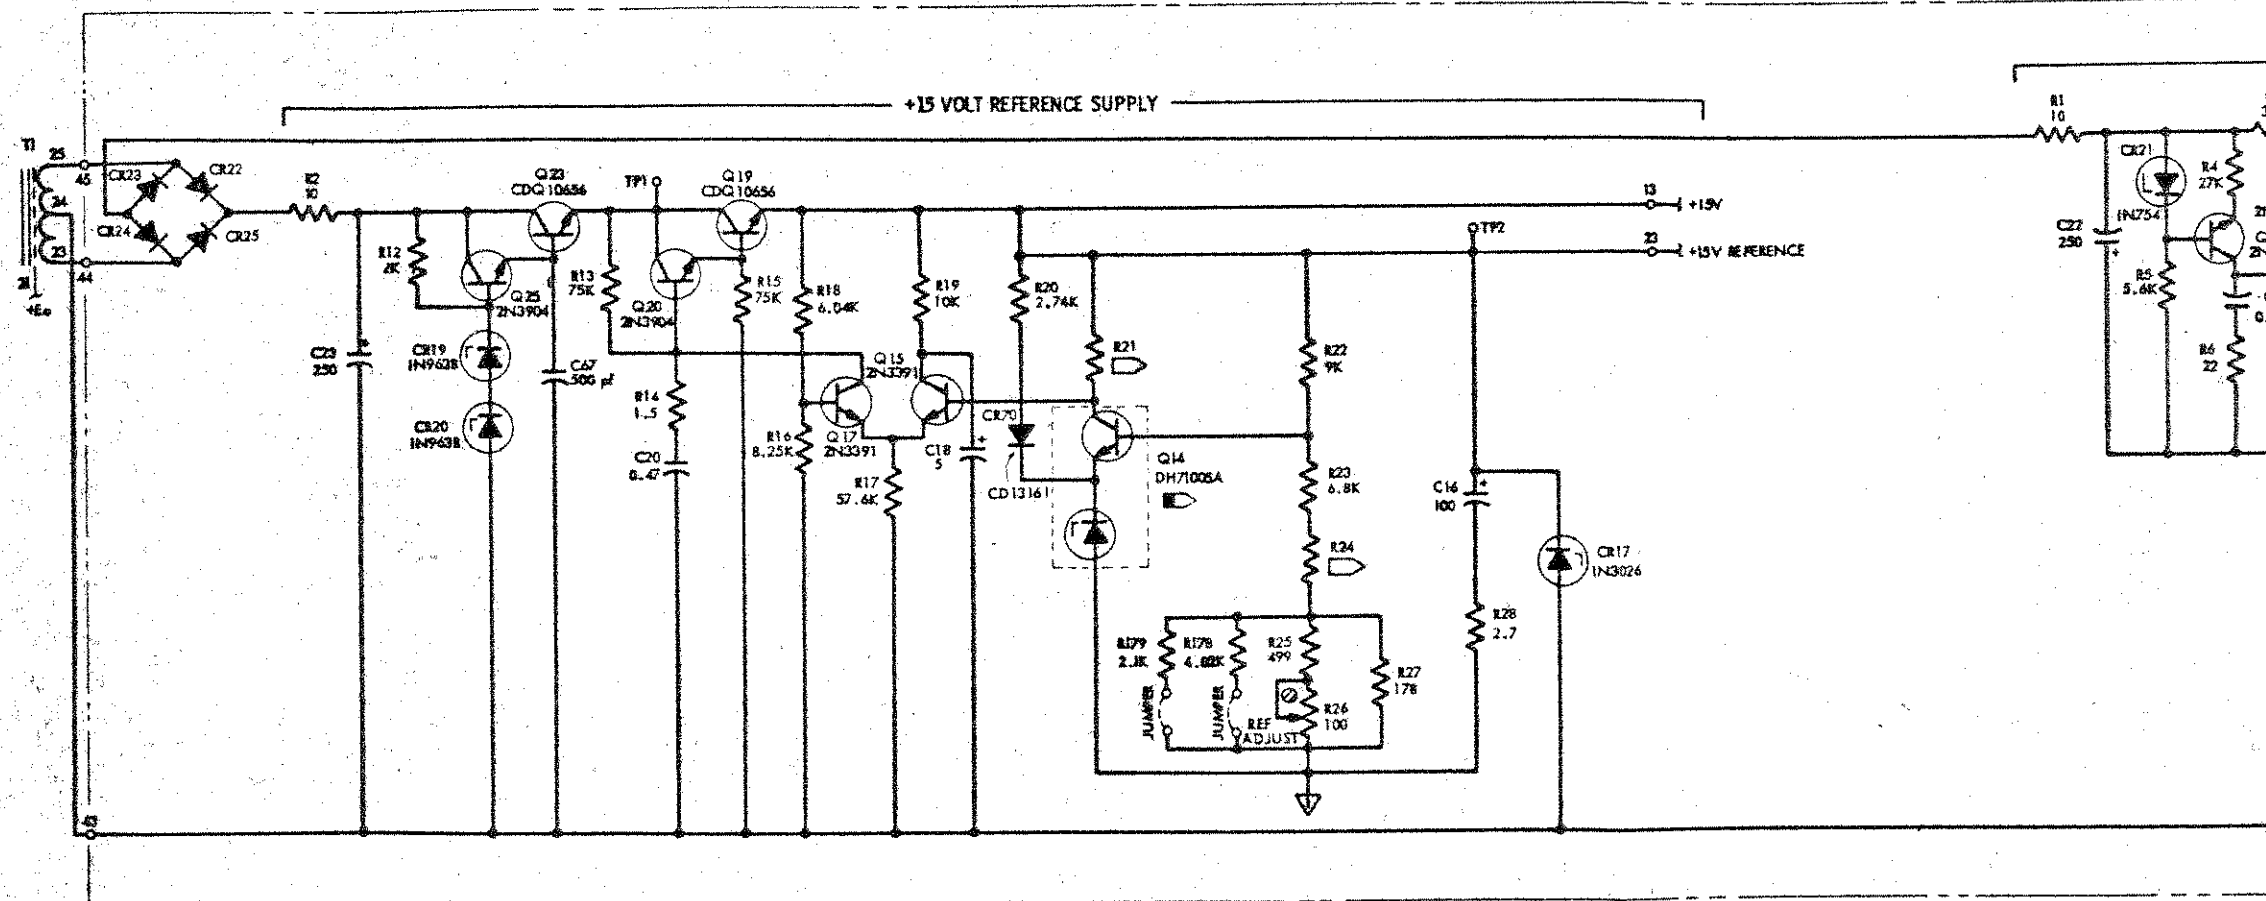 +15 VOLT REFERENCE SUPPLY
T1
25
45
24
23
44
+Eo
43
CR23
CR22
CR24
CR25
R2
10
R12
2K
C23
250
+
Q23
CDQ10656
Q25
2N3904
CR19
1N963B
CR20
1N963B
C67
500 pf
TP1
R13
75K
Q20
2N3904
Q19
CDQ10656
R15
75K
R14
1.5
C20
0.47
R18
6.04K
R16
8.25K
Q17
2N3391
Q15
2N3391
R17
57.6K
R19
10K
C18
5
+
R20
2.74K
CR70
CD13161
R21
Q14
DH71005A
R22
9K
R23
6.8K
R24
R179
2.1K
JUMPER
R178
4.02K
JUMPER
R25
499
R26
100
REF
ADJUST
R27
178
TP2
C16
100
+
R28
2.7
CR17
1N3026
13
+15V
23
+15V REFERENCE
R1
10
C22
250
+
CR21
1N754
R4
27K
R5
5.6K
R6
22